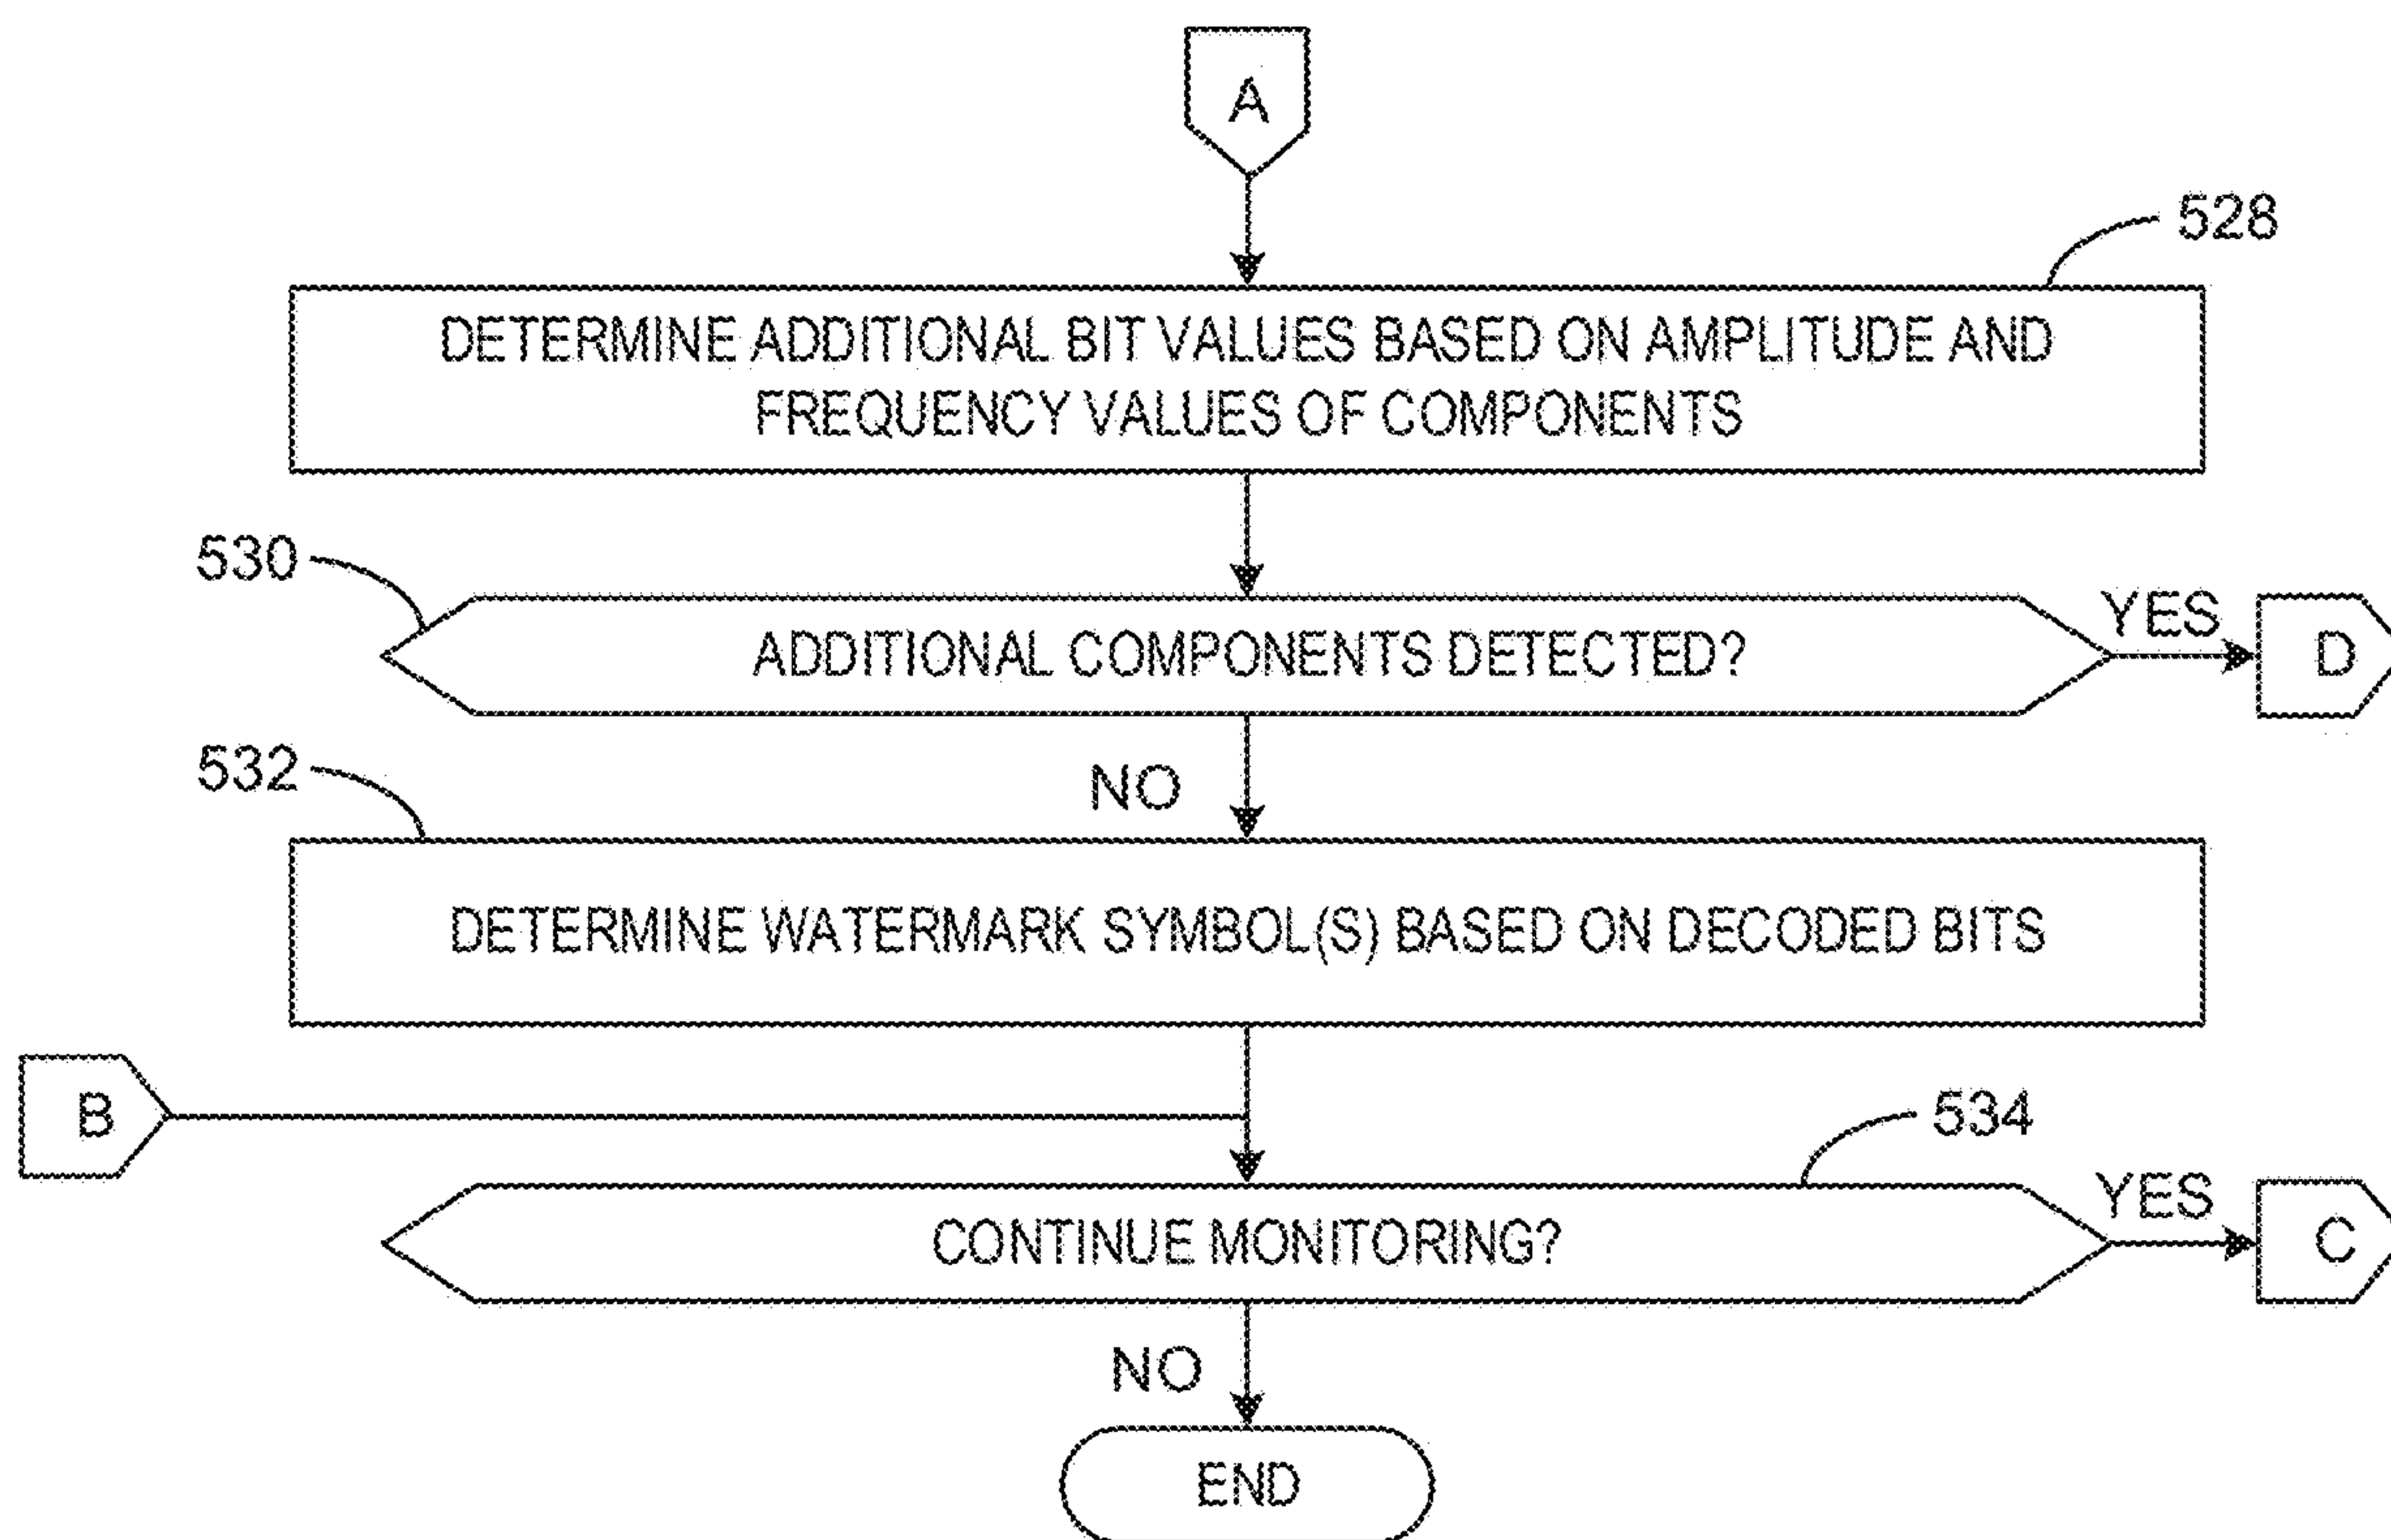 A
528
DETERMINE ADDITIONAL BIT VALUES BASED ON AMPLITUDE AND
FREQUENCY VALUES OF COMPONENTS
530
ADDITIONAL COMPONENTS DETECTED?
YES
D
532
NO
DETERMINE WATERMARK SYMBOL(S) BASED ON DECODED BITS
B
534
CONTINUE MONITORING?
YES
C
NO
END